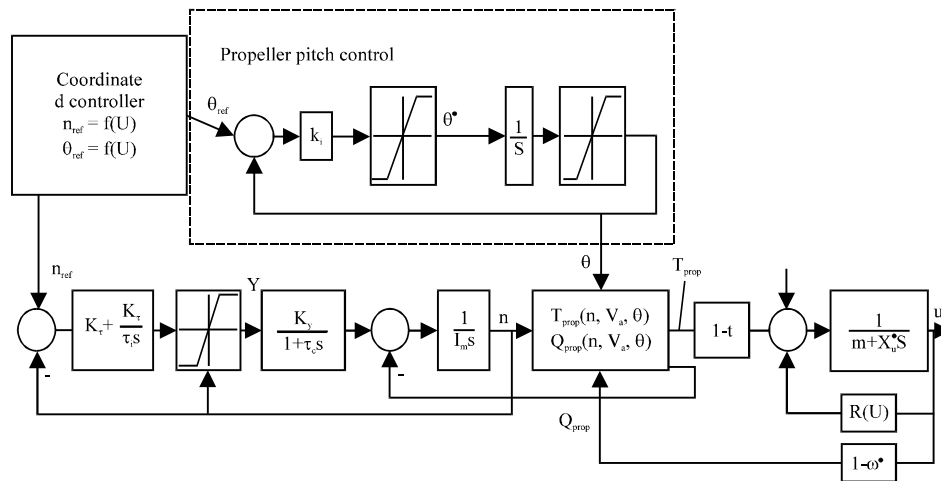 Propeller pitch control
Coordinate
d controller
n_ref = f(U)
θ_ref = f(U)
θ_ref
k_i
θ•
1
S
n_ref
K_τ + K_τ
τ_i s
Y
K_y
1+τ_c s
-
-
1
I_m s
n
θ
T_prop(n, V_a, θ)
Q_prop(n, V_a, θ)
T_prop
1-t
1
m+X_u•S
u
R(U)
1-ω•
Q_prop